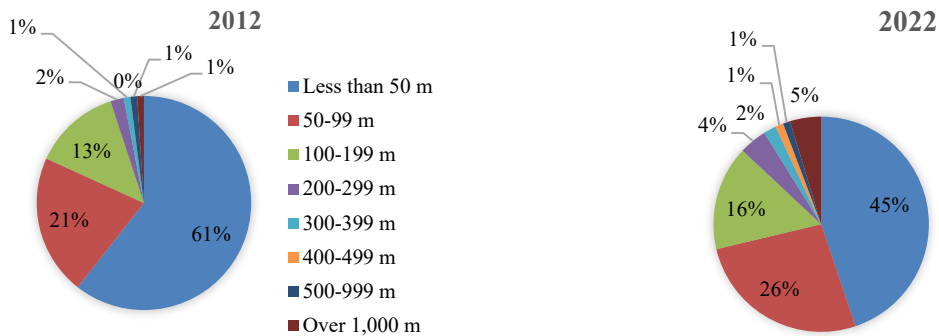 2012
1%
2%
0%
1%
1%
13%
21%
61%
Less than 50 m
50-99 m
100-199 m
200-299 m
300-399 m
400-499 m
500-999 m
Over 1,000 m
2022
1%
1%
2%
5%
4%
16%
45%
26%